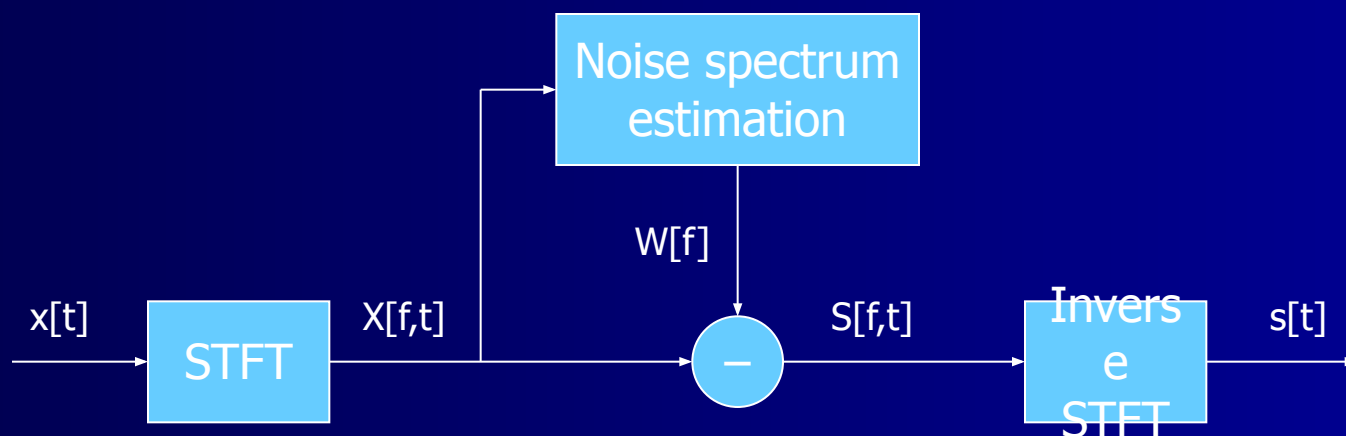 Noise spectrum
estimation
W[f]
x[t]
STFT
X[f,t]
–
S[f,t]
Invers
e
STFT
s[t]